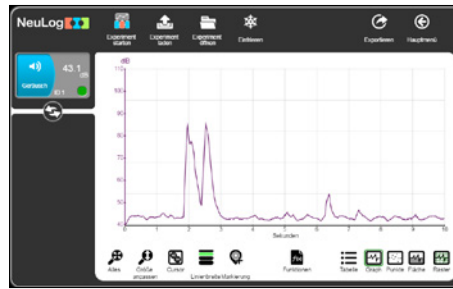 NeuLog
Experiment starten
Experiment laden
Experiment öffnen
Einfrieren
Exportieren
Hauptmenü
43.1
dB
Geräusch
ID 1
dB
110
100
90
80
70
60
50
40
0 1 2 3 4 5 6 7 8 9 10
Sekunden
Alles
Größe anpassen
Cursor
Linienbreite
Markierung
Funktionen
Tabelle
Graph
Punkte
Fläche
Raster